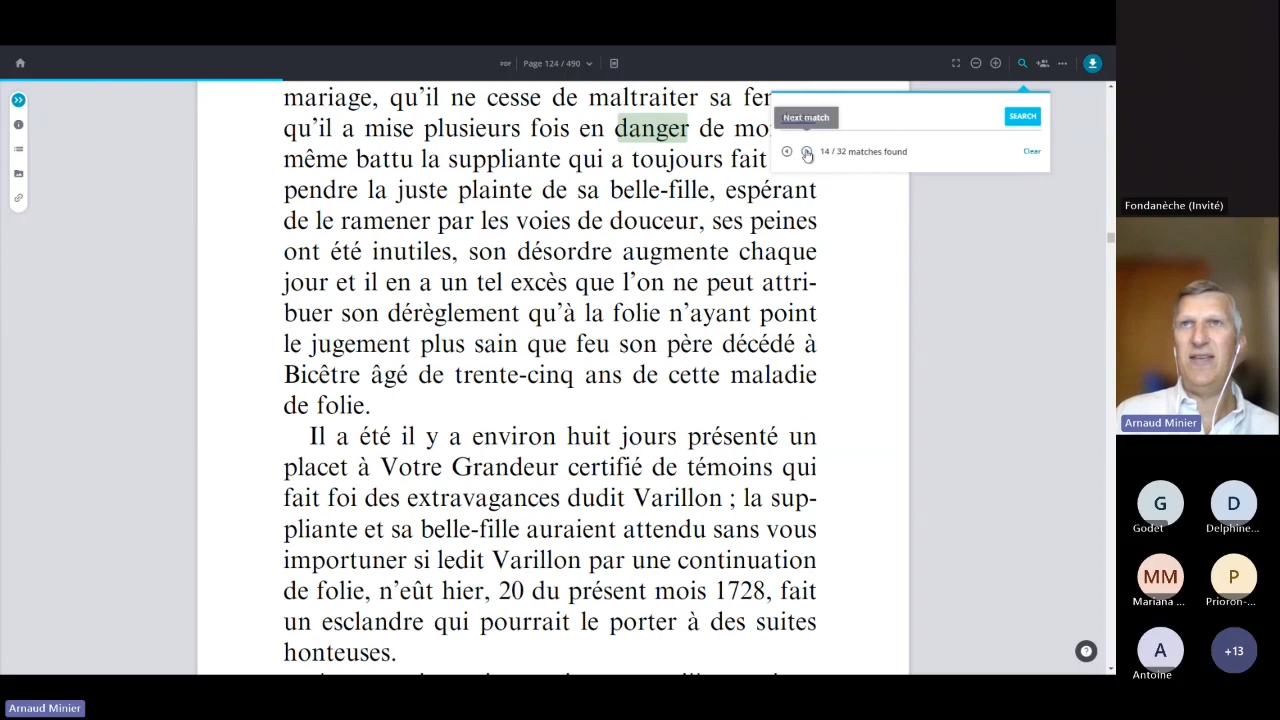 PDF Page 124 / 490
mariage, qu'il ne cesse de maltraiter sa
qu'il a mise plusieurs fois en danger de
même battu la suppliante qui a toujours fait
pendre la juste plainte de sa belle-fille, espérant
de le ramener par les voies de douceur, ses peines
ont été inutiles, son désordre augmente chaque
jour et il en a un tel excès que l'on ne peut attri-
buer son dérèglement qu'à la folie n'ayant point
le jugement plus sain que feu son père décédé à
Bicêtre âgé de trente-cinq ans de cette maladie
de folie.
Il a été il y a environ huit jours présenté un
placet à Votre Grandeur certifié de témoins qui
fait foi des extravagances dudit Varillon ; la sup-
pliante et sa belle-fille auraient attendu sans vous
importuner si ledit Varillon par une continuation
de folie, n'eût hier, 20 du présent mois 1728, fait
un esclandre qui pourrait le porter à des suites
honteuses.
Next match
SEARCH
14 / 32 matches found
Clear
Fondanèche (Invité)
Arnaud Minier
G
D
Godet
Delphine...
MM
P
Mariana ...
Prioron-...
A
+13
Antoine
Arnaud Minier